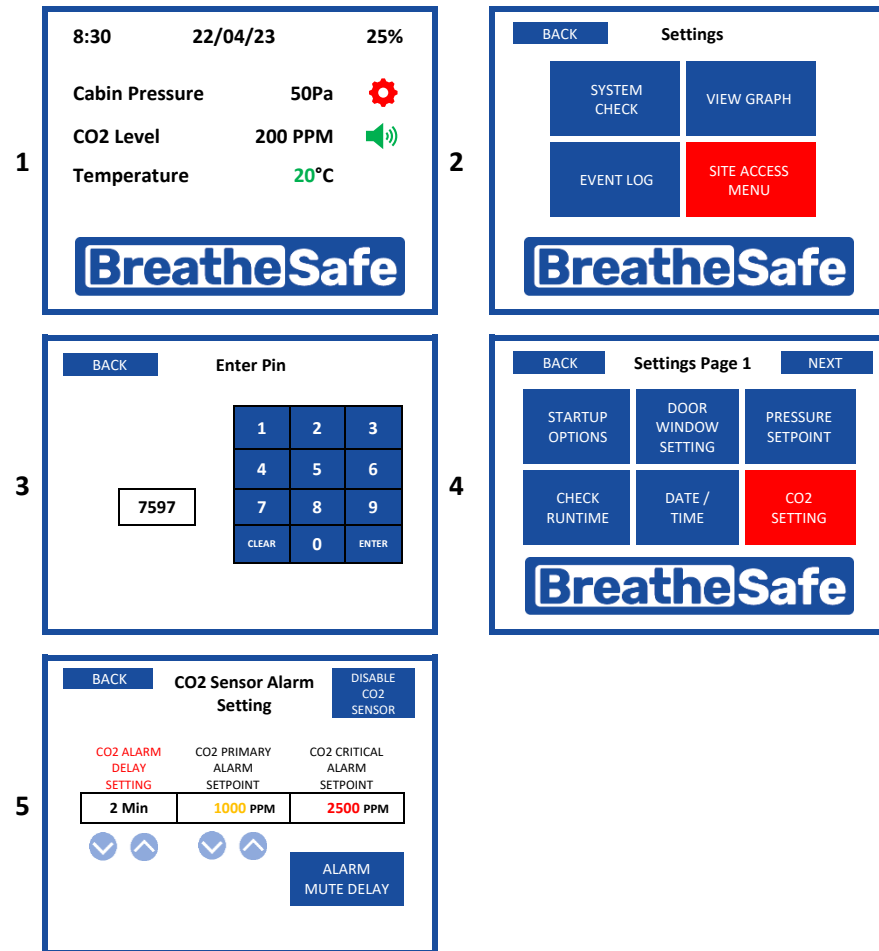 1
8:30 22/04/23 25%
Cabin Pressure 50Pa
CO2 Level 200 PPM
Temperature 20°C
BreatheSafe
2
BACK Settings
SYSTEM
CHECK
VIEW GRAPH
EVENT LOG
SITE ACCESS
MENU
BreatheSafe
3
BACK Enter Pin
7597
1 2 3
4 5 6
7 8 9
CLEAR 0 ENTER
4
BACK Settings Page 1 NEXT
STARTUP
OPTIONS
DOOR
WINDOW
SETTING
PRESSURE
SETPOINT
CHECK
RUNTIME
DATE /
TIME
CO2
SETTING
BreatheSafe
5
BACK
CO2 Sensor Alarm
Setting
DISABLE
CO2
SENSOR
CO2 ALARM
DELAY
SETTING
CO2 PRIMARY
ALARM
SETPOINT
CO2 CRITICAL
ALARM
SETPOINT
2 Min 1000 PPM 2500 PPM
ALARM
MUTE DELAY